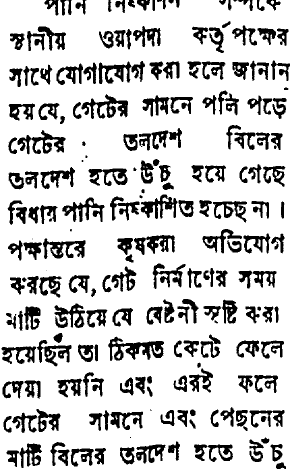 পানি নিষ্কাশন সম্পর্কে
স্থানীয় ওয়াপদা কর্তৃপক্ষের
সাথে যোগাযোগ করা হলে জানান
হয় যে, গেটের সামনে পলি পড়ে
গেটের তলদেশ বিলের
তলদেশ হতে উঁচু হয়ে গেছে
বিধায় পানি নিষ্কাশিত হচেছ না।
পক্ষান্তরে কৃষকরা অভিযোগ
করছে যে, গেট নির্মাণের সময়
মাটি উঠিয়ে যে বেষ্টনী সৃষ্টি করা
হয়েছিল তা ঠিকমত কেটে ফেলে
দেয়া হয়নি এবং এরই ফলে
গেটের সামনে এবং পেছনের
মাটি বিলের তলদেশ হতে উঁচু